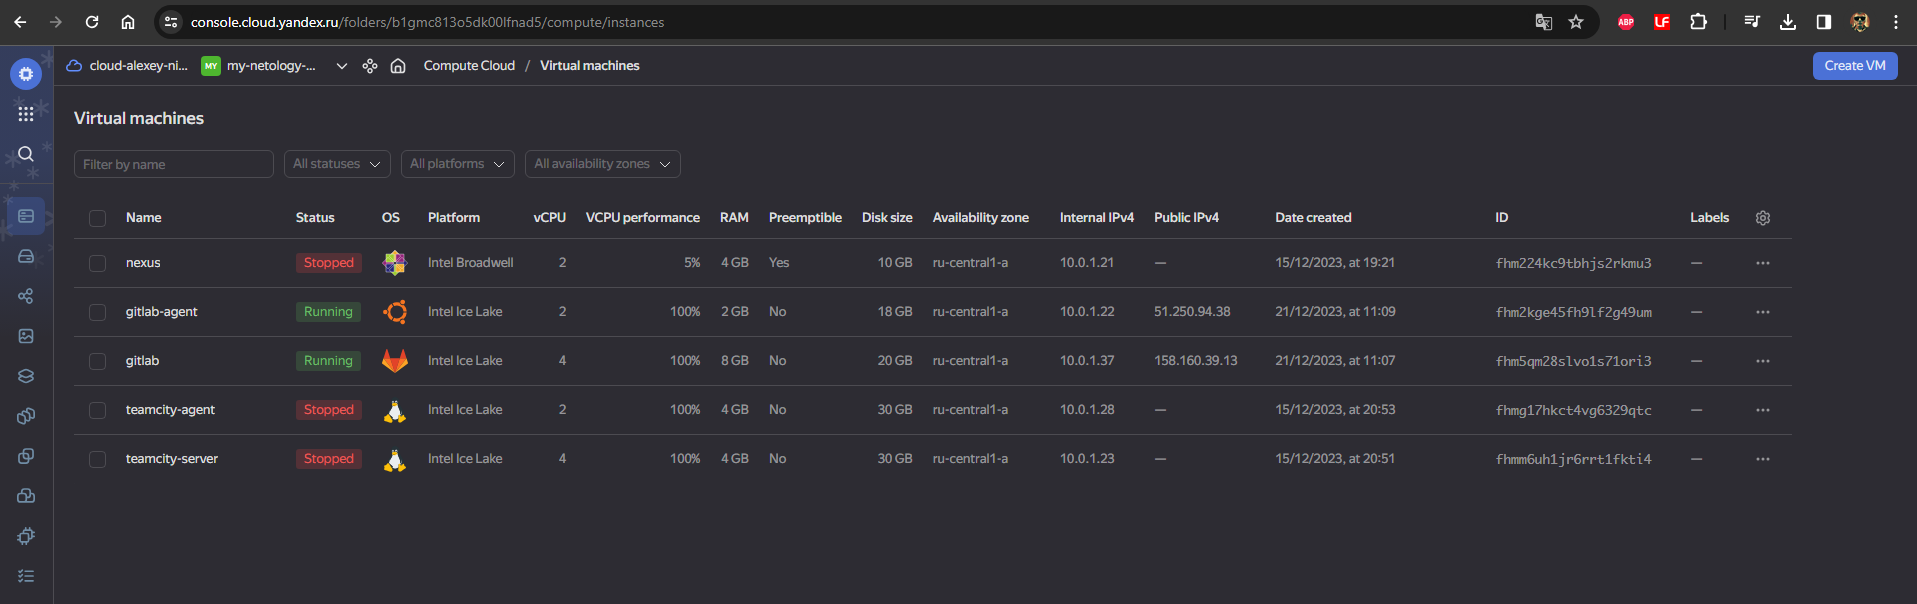 console.cloud.yandex.ru/folders/b1gmc813o5dk00lfnad5/compute/instances
ABP
LF
cloud-alexey-ni... MY my-netology-... Compute Cloud / Virtual machines Create VM
Virtual machines
Filter by name All statuses All platforms All availability zones
Name Status OS Platform vCPU VCPU performance RAM Preemptible Disk size Availability zone Internal IPv4 Public IPv4 Date created ID Labels
nexus Stopped Intel Broadwell 2 5% 4 GB Yes 10 GB ru-central1-a 10.0.1.21 — 15/12/2023, at 19:21 fhm224kc9tbhjs2rkmu3 — ...
gitlab-agent Running Intel Ice Lake 2 100% 2 GB No 18 GB ru-central1-a 10.0.1.22 51.250.94.38 21/12/2023, at 11:09 fhm2kge45fh9lf2g49um — ...
gitlab Running Intel Ice Lake 4 100% 8 GB No 20 GB ru-central1-a 10.0.1.37 158.160.39.13 21/12/2023, at 11:07 fhm5qm28slvo1s71ori3 — ...
teamcity-agent Stopped Intel Ice Lake 2 100% 4 GB No 30 GB ru-central1-a 10.0.1.28 — 15/12/2023, at 20:53 fhmg17hkct4vg6329qtc — ...
teamcity-server Stopped Intel Ice Lake 4 100% 4 GB No 30 GB ru-central1-a 10.0.1.23 — 15/12/2023, at 20:51 fhmm6uh1jr6rrt1fkti4 — ...